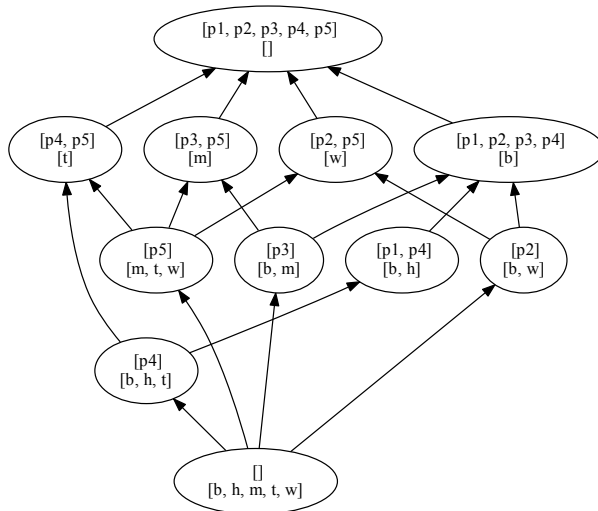 [p1, p2, p3, p4, p5]
[]
[p4, p5]
[t]
[p3, p5]
[m]
[p2, p5]
[w]
[p1, p2, p3, p4]
[b]
[p5]
[m, t, w]
[p3]
[b, m]
[p1, p4]
[b, h]
[p2]
[b, w]
[p4]
[b, h, t]
[]
[b, h, m, t, w]